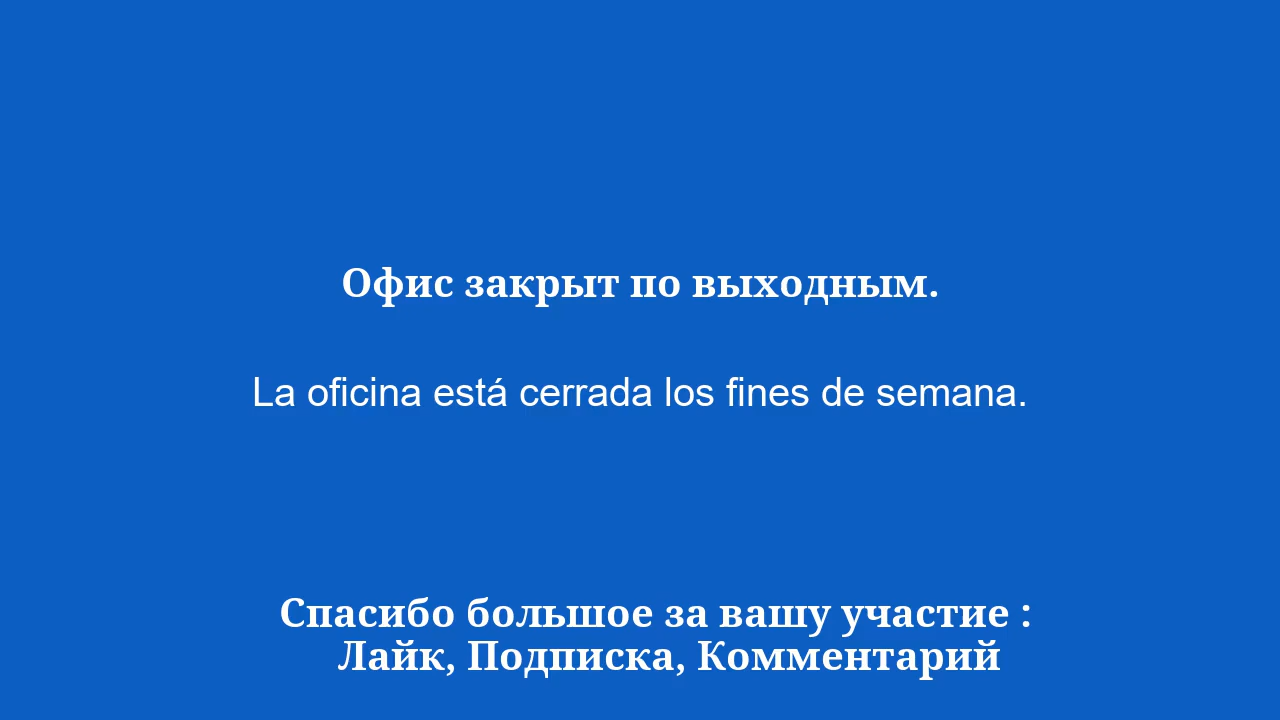 Офис закрыт по выходным.
La oficina está cerrada los fines de semana.
Спасибо большое за вашу участие :
Лайк, Подписка, Комментарий